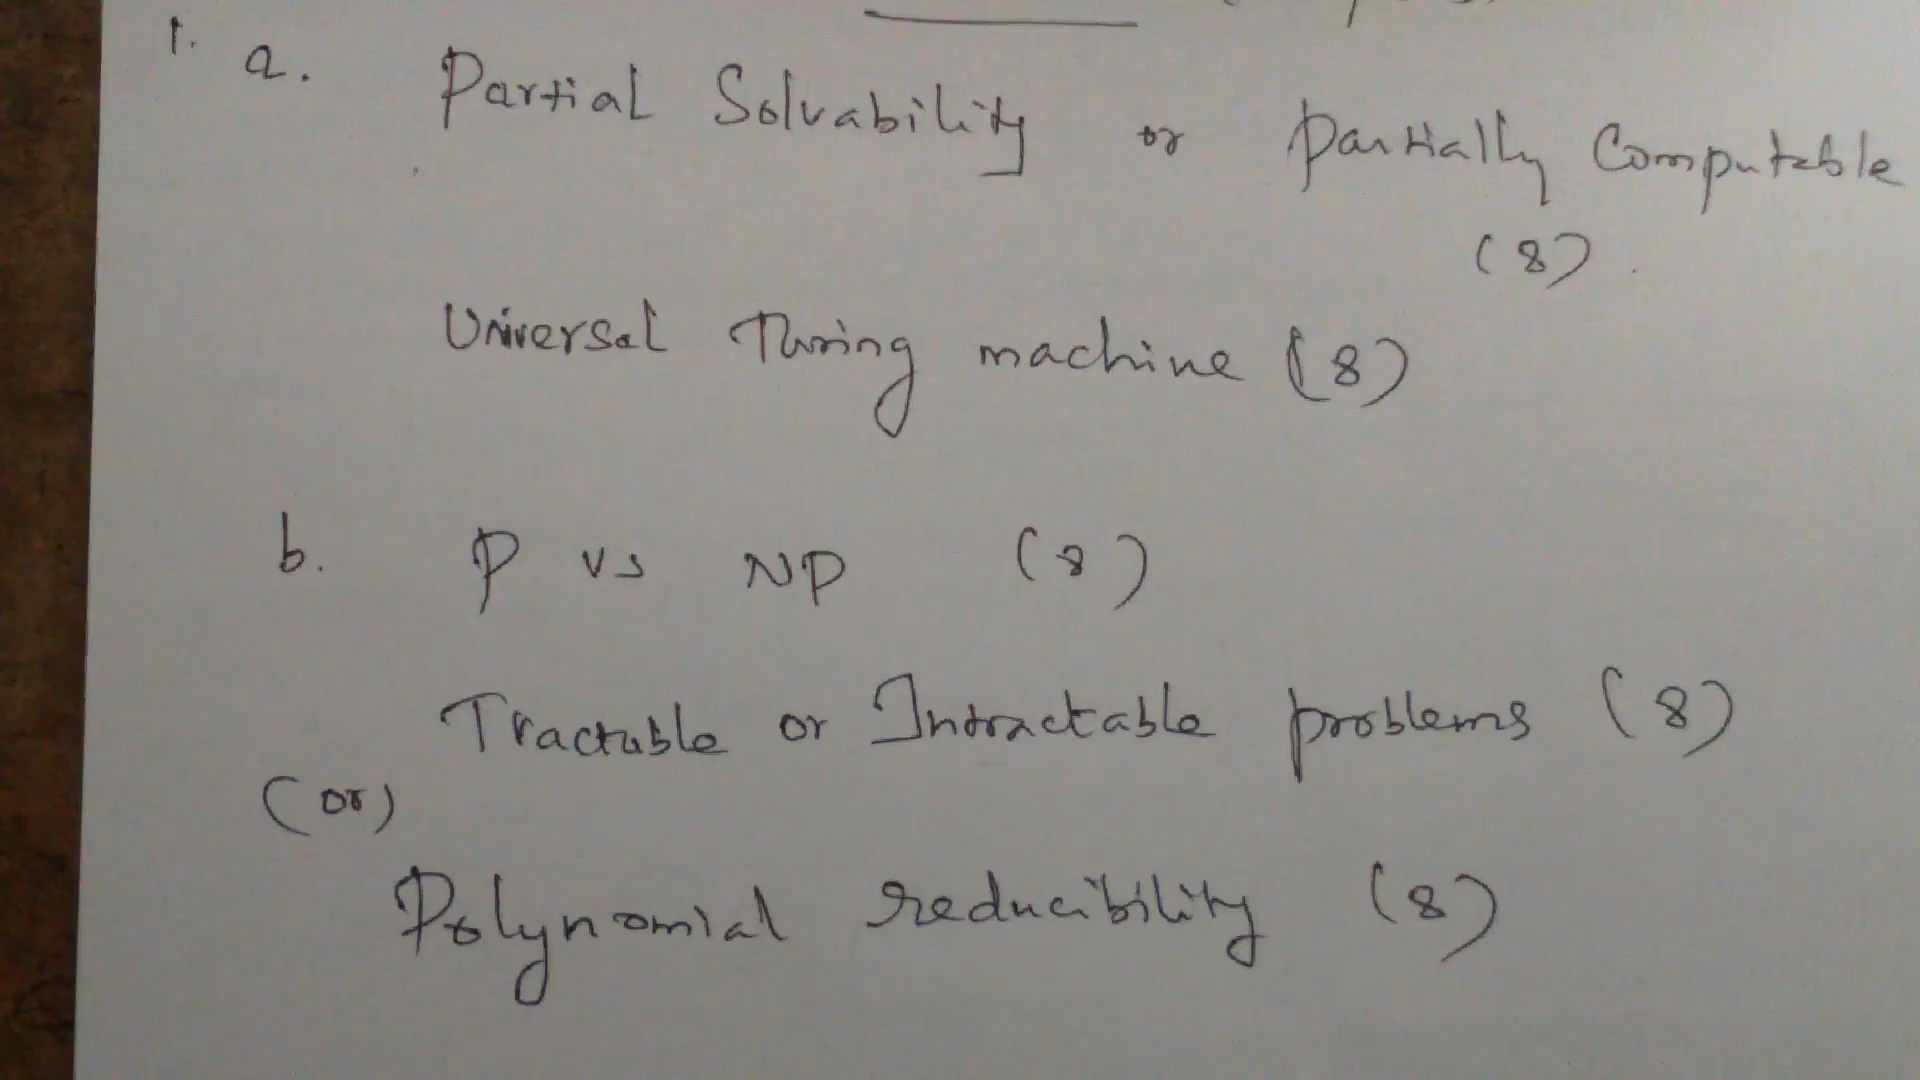 1. a. Partial Solvability or Partially Computable
(8).
Universal Turing machine (8)
b. P vs NP (8)
Tractable or Intractable problems (8)
(or)
Polynomial reducibility (8)